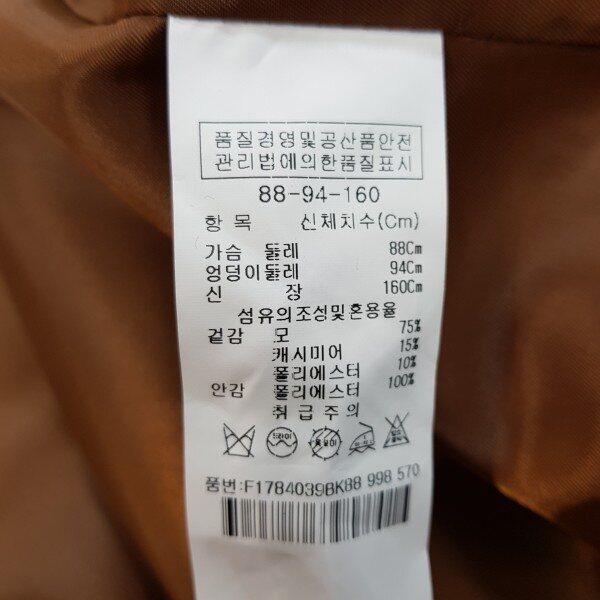 품질경영및공산품안전
관리법에의한품질표시
88-94-160
항 목 신체치수(Cm)
가슴 둘레 88Cm
엉덩이둘레 94Cm
신 장 160Cm
섬유의조성및혼용율
겉감 모 75%
캐시미어 15%
폴리에스터 10%
안감 폴리에스터 100%
취급주의
드라이
품번:F1784039BK88 998 570